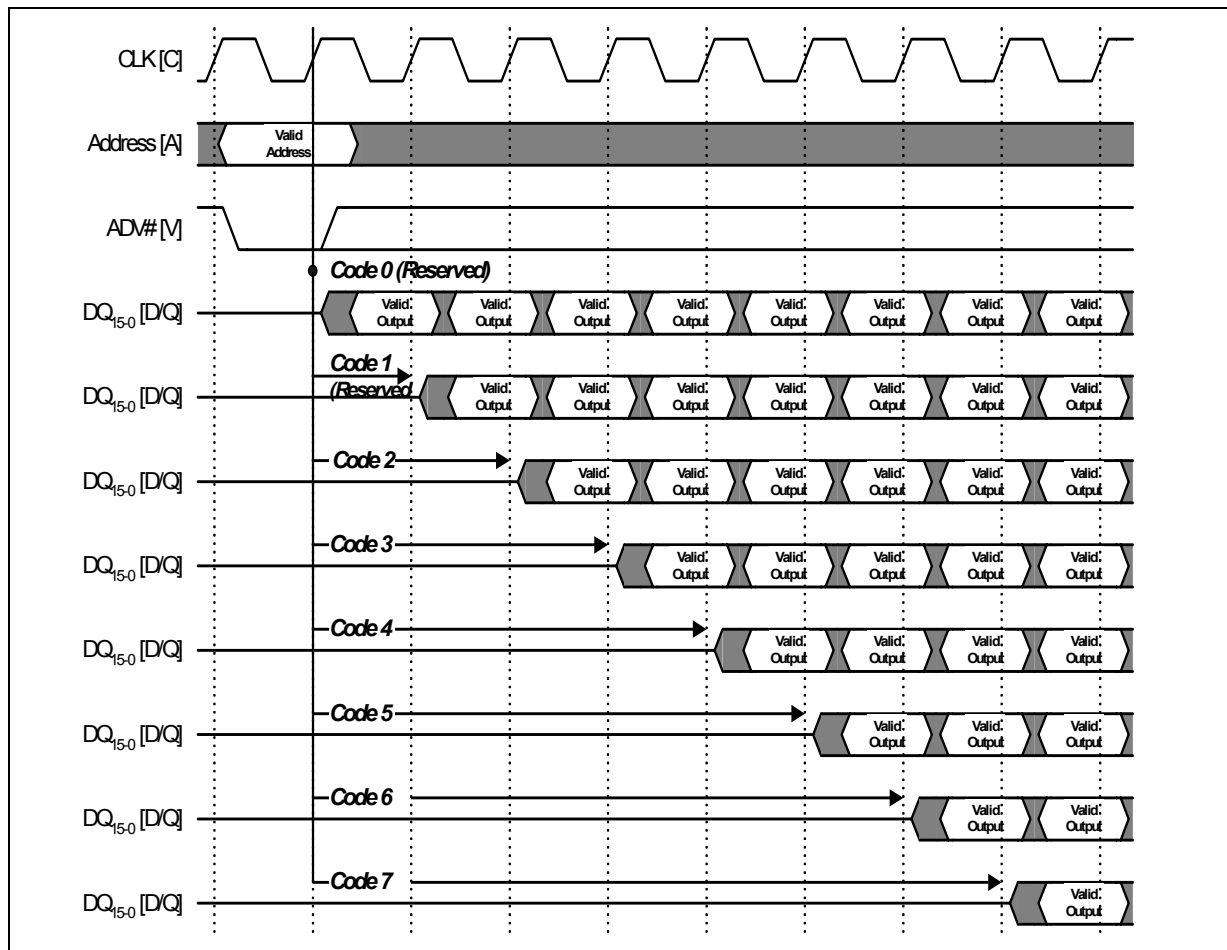 CLK [C]
Address [A]
Valid
Address
ADV# [V]
Code 0 (Reserved)
DQ15-0 [D/Q]
Valid Valid Valid Valid Valid Valid Valid Valid
Output Output Output Output Output Output Output Output
Code 1
(Reserved
DQ15-0 [D/Q]
Valid Valid Valid Valid Valid Valid Valid
Output Output Output Output Output Output Output
Code 2
DQ15-0 [D/Q]
Valid Valid Valid Valid Valid Valid
Output Output Output Output Output Output
Code 3
DQ15-0 [D/Q]
Valid Valid Valid Valid Valid
Output Output Output Output Output
Code 4
DQ15-0 [D/Q]
Valid Valid Valid Valid
Output Output Output Output
Code 5
DQ15-0 [D/Q]
Valid Valid Valid
Output Output Output
Code 6
DQ15-0 [D/Q]
Valid Valid
Output Output
Code 7
DQ15-0 [D/Q]
Valid
Output